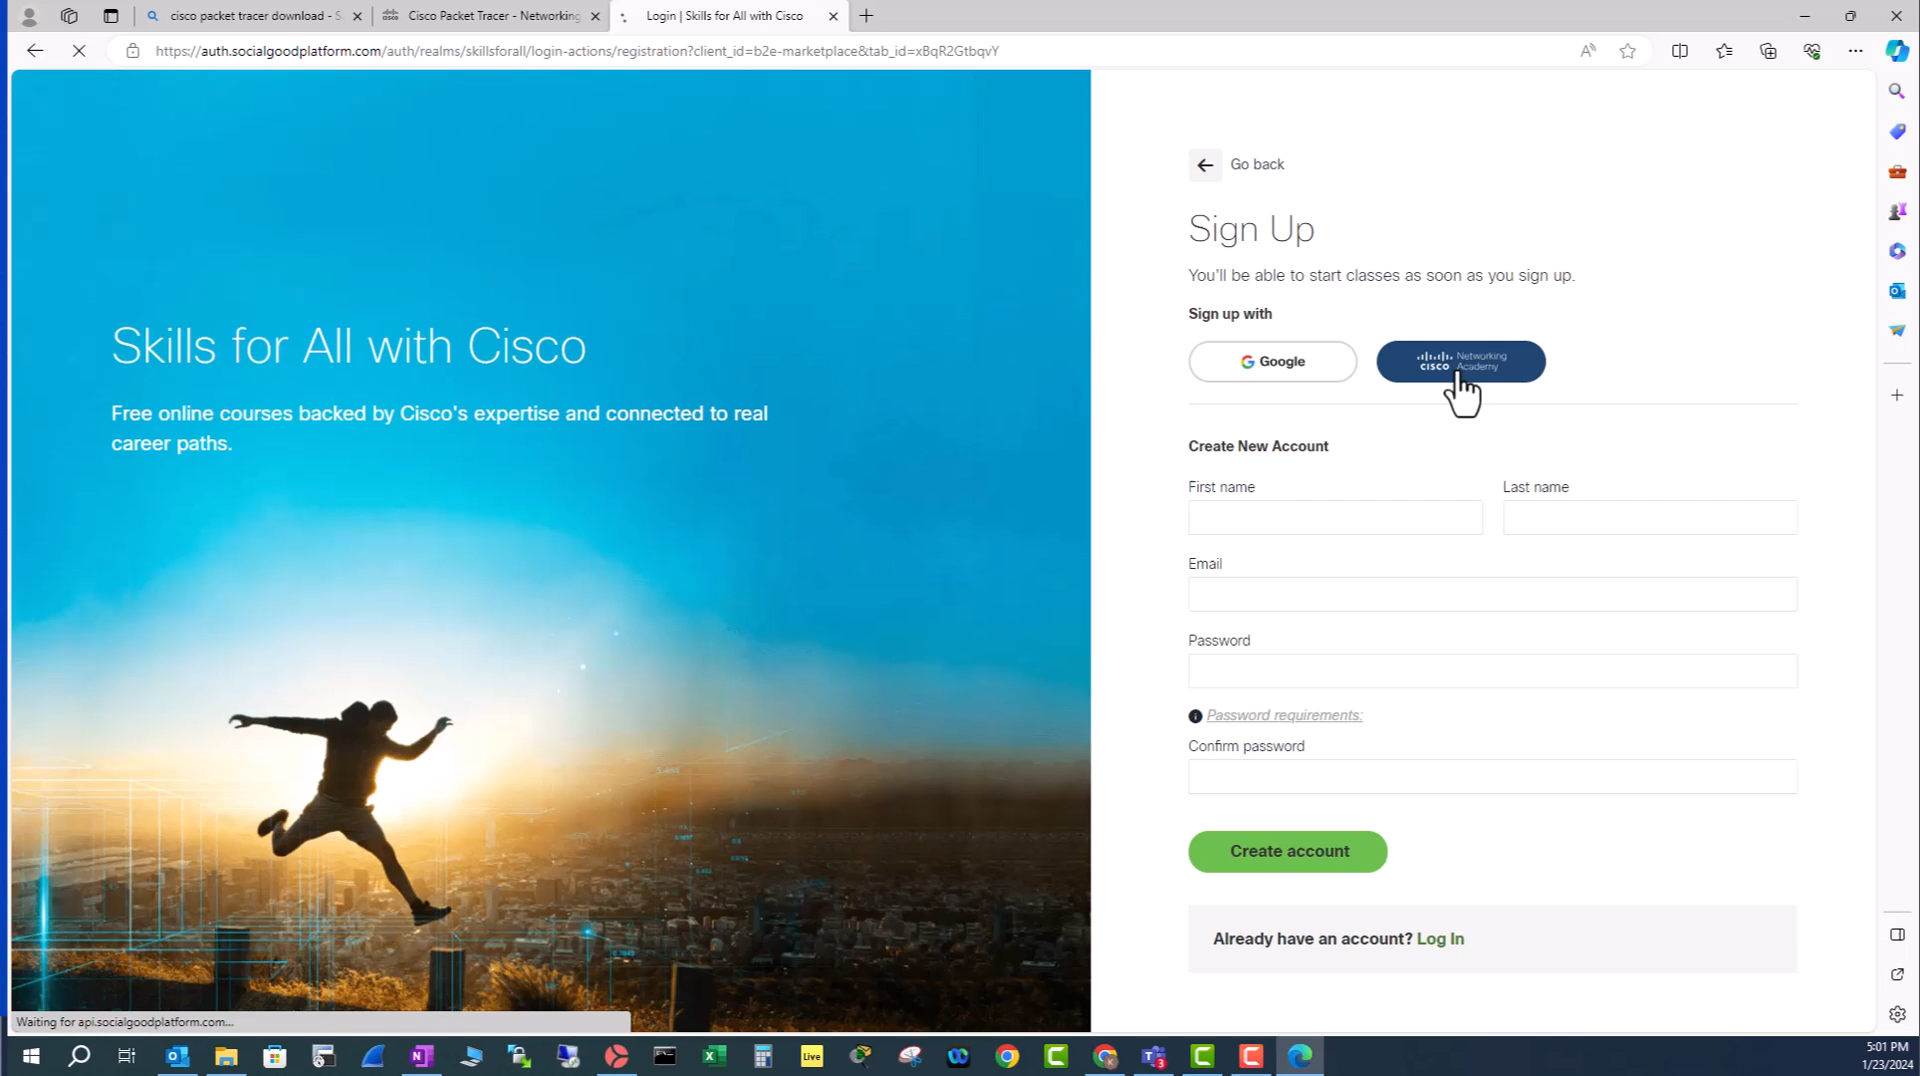 cisco packet tracer download - S
Cisco Packet Tracer - Networking
Login | Skills for All with Cisco
https://auth.socialgoodplatform.com/auth/realms/skillsforall/login-actions/registration?client_id=b2e-marketplace&tab_id=xBqR2GtbqvY
Go back
Sign Up
You'll be able to start classes as soon as you sign up.
Sign up with
Google
Networking
cisco Academy
Skills for All with Cisco
Free online courses backed by Cisco's expertise and connected to real
career paths.
Create New Account
First name
Last name
Email
Password
Password requirements:
Confirm password
Create account
Already have an account? Log In
Waiting for api.socialgoodplatform.com...
Live
5:01 PM
1/23/2024